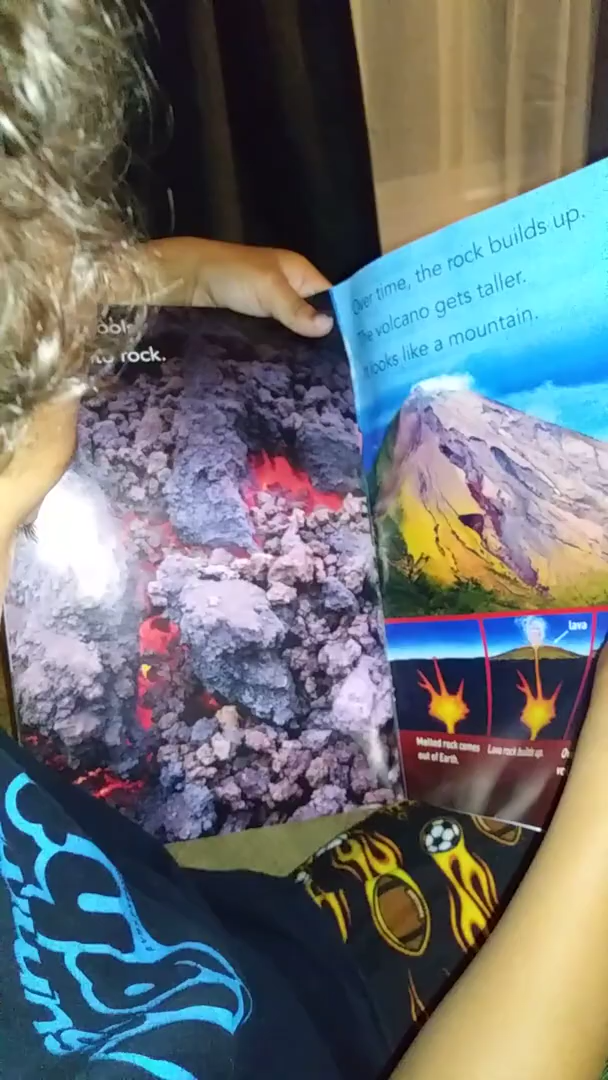 rock.
Over time, the rock builds up.
The volcano gets taller.
It looks like a mountain.
lava
Melted rock comes
out of Earth.
Lava rock builds up.